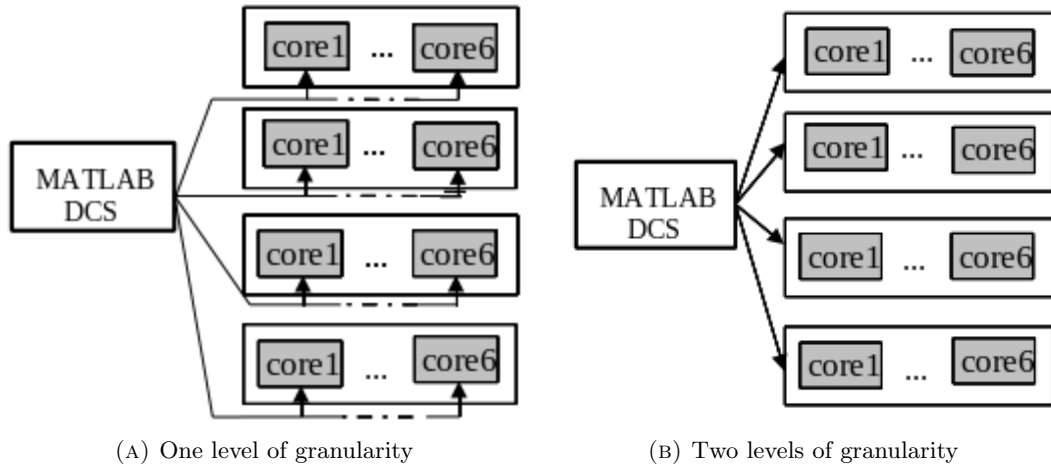 core1 ... core6
core1 ... core6
MATLAB
DCS
core1 ... core6
core1 ... core6
(A) One level of granularity
core1 ... core6
core1 ... core6
MATLAB
DCS
core1 ... core6
core1 ... core6
(B) Two levels of granularity